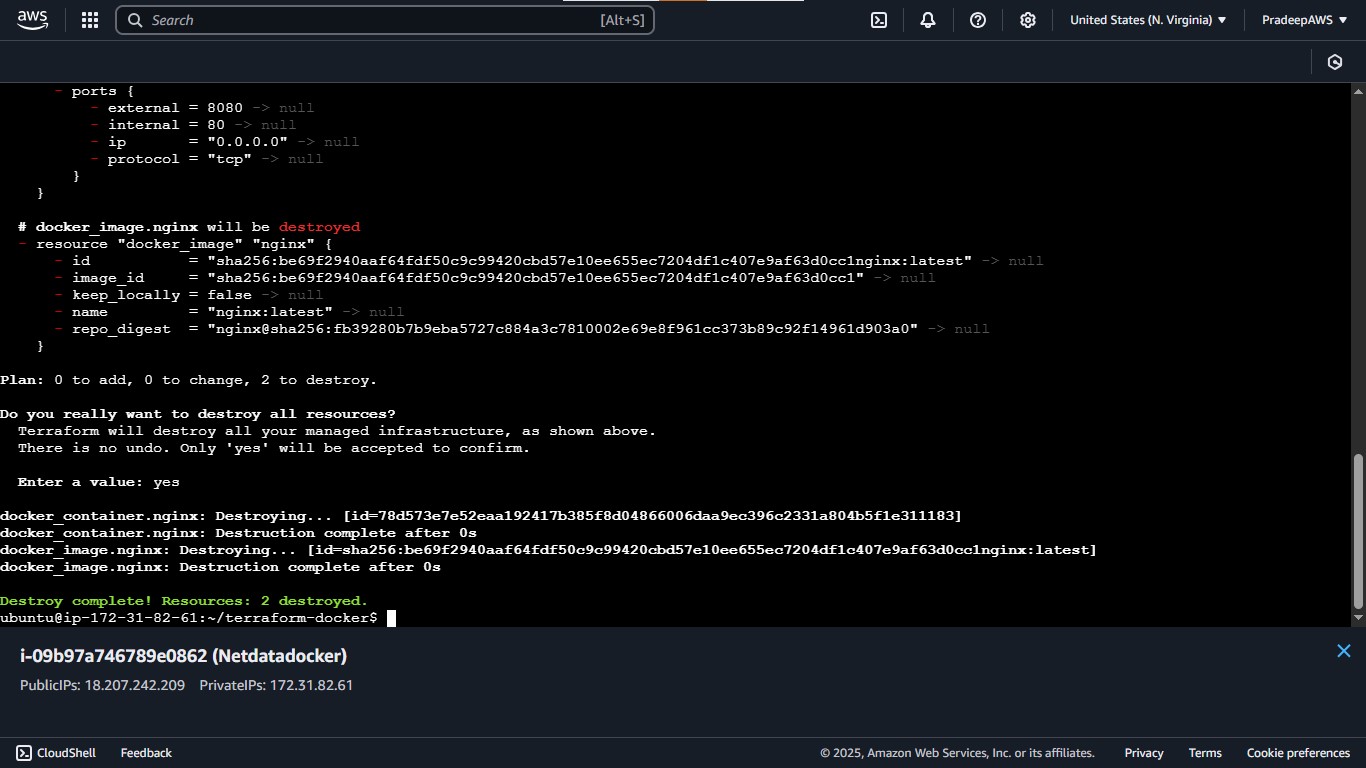 aws
Search [Alt+S]
United States (N. Virginia) ▼
PradeepAWS ▼
- ports {
- external = 8080 -> null
- internal = 80 -> null
- ip = "0.0.0.0" -> null
- protocol = "tcp" -> null
}
}
# docker_image.nginx will be destroyed
- resource "docker_image" "nginx" {
- id = "sha256:be69f2940aaf64fdf50c9c99420cbd57e10ee655ec7204df1c407e9af63d0cc1nginx:latest" -> null
- image_id = "sha256:be69f2940aaf64fdf50c9c99420cbd57e10ee655ec7204df1c407e9af63d0cc1" -> null
- keep_locally = false -> null
- name = "nginx:latest" -> null
- repo_digest = "nginx@sha256:fb39280b7b9eba5727c884a3c7810002e69e8f961cc373b89c92f14961d903a0" -> null
}
Plan: 0 to add, 0 to change, 2 to destroy.
Do you really want to destroy all resources?
Terraform will destroy all your managed infrastructure, as shown above.
There is no undo. Only 'yes' will be accepted to confirm.
Enter a value: yes
docker_container.nginx: Destroying... [id=78d573e7e52eaa192417b385f8d04866006daa9ec396c2331a804b5f1e311183]
docker_container.nginx: Destruction complete after 0s
docker_image.nginx: Destroying... [id=sha256:be69f2940aaf64fdf50c9c99420cbd57e10ee655ec7204df1c407e9af63d0cc1nginx:latest]
docker_image.nginx: Destruction complete after 0s
Destroy complete! Resources: 2 destroyed.
ubuntu@ip-172-31-82-61:~/terraform-docker$
i-09b97a746789e0862 (Netdatadocker)
PublicIPs: 18.207.242.209 PrivateIPs: 172.31.82.61
CloudShell Feedback © 2025, Amazon Web Services, Inc. or its affiliates. Privacy Terms Cookie preferences